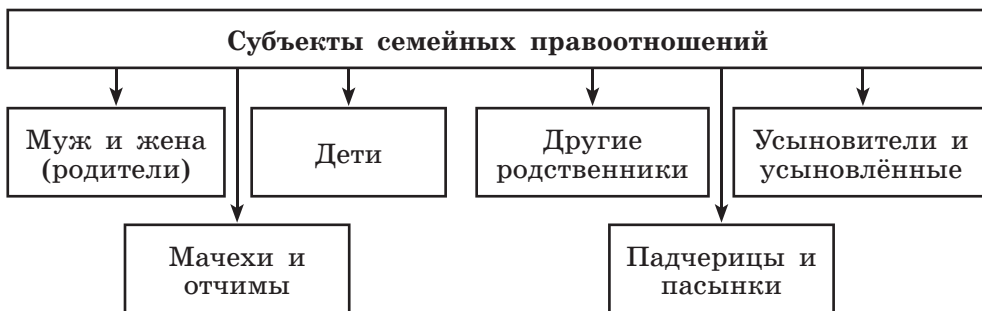 Субъекты семейных правоотношений
Муж и жена
(родители)
Дети
Другие
родственники
Усыновители и
усыновлённые
Мачехи и
отчимы
Падчерицы и
пасынки